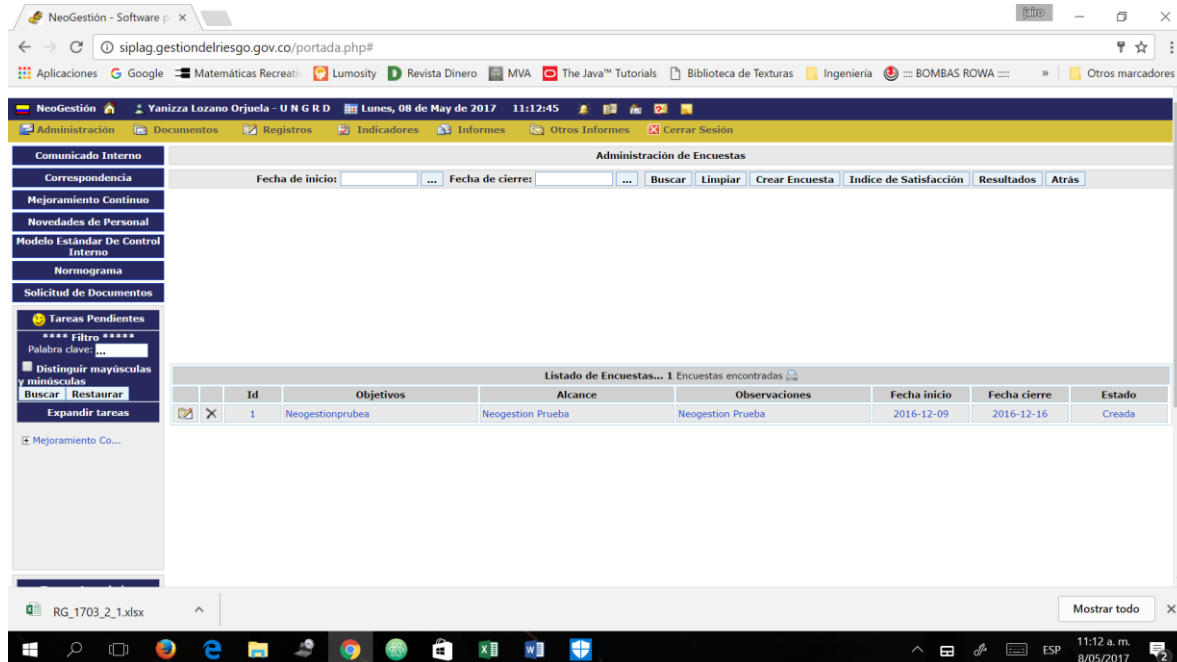 NeoGestión - Software p
jairo
siplag.gestiondelriesgo.gov.co/portada.php#
Aplicaciones Google Matemáticas Recreati Lumosity Revista Dinero MVA The Java™ Tutorials Biblioteca de Texturas Ingeniería :::: BOMBAS ROWA ::::: » Otros marcadores
NeoGestión Yanizza Lozano Orjuela - U N G R D Lunes, 08 de May de 2017 11:12:45
Administración Documentos Registros Indicadores Informes Otros Informes Cerrar Sesión
Comunicado Interno
Administración de Encuestas
Correspondencia
Fecha de inicio: ... Fecha de cierre: ... Buscar Limpiar Crear Encuesta Indice de Satisfacción Resultados Atrás
Mejoramiento Continuo
Novedades de Personal
Modelo Estándar De Control
Interno
Normograma
Solicitud de Documentos
Tareas Pendientes
**** Filtro *****
Palabra clave: ...
Distinguir mayúsculas
y minúsculas
Buscar Restaurar
Expandir tareas
Mejoramiento Co...
Listado de Encuestas... 1 Encuestas encontradas
Id Objetivos Alcance Observaciones Fecha inicio Fecha cierre Estado
1 Neogestionprubea Neogestion Prueba Neogestion Prueba 2016-12-09 2016-12-16 Creada
RG_1703_2_1.xlsx
Mostrar todo
ESP
11:12 a. m.
8/05/2017
2